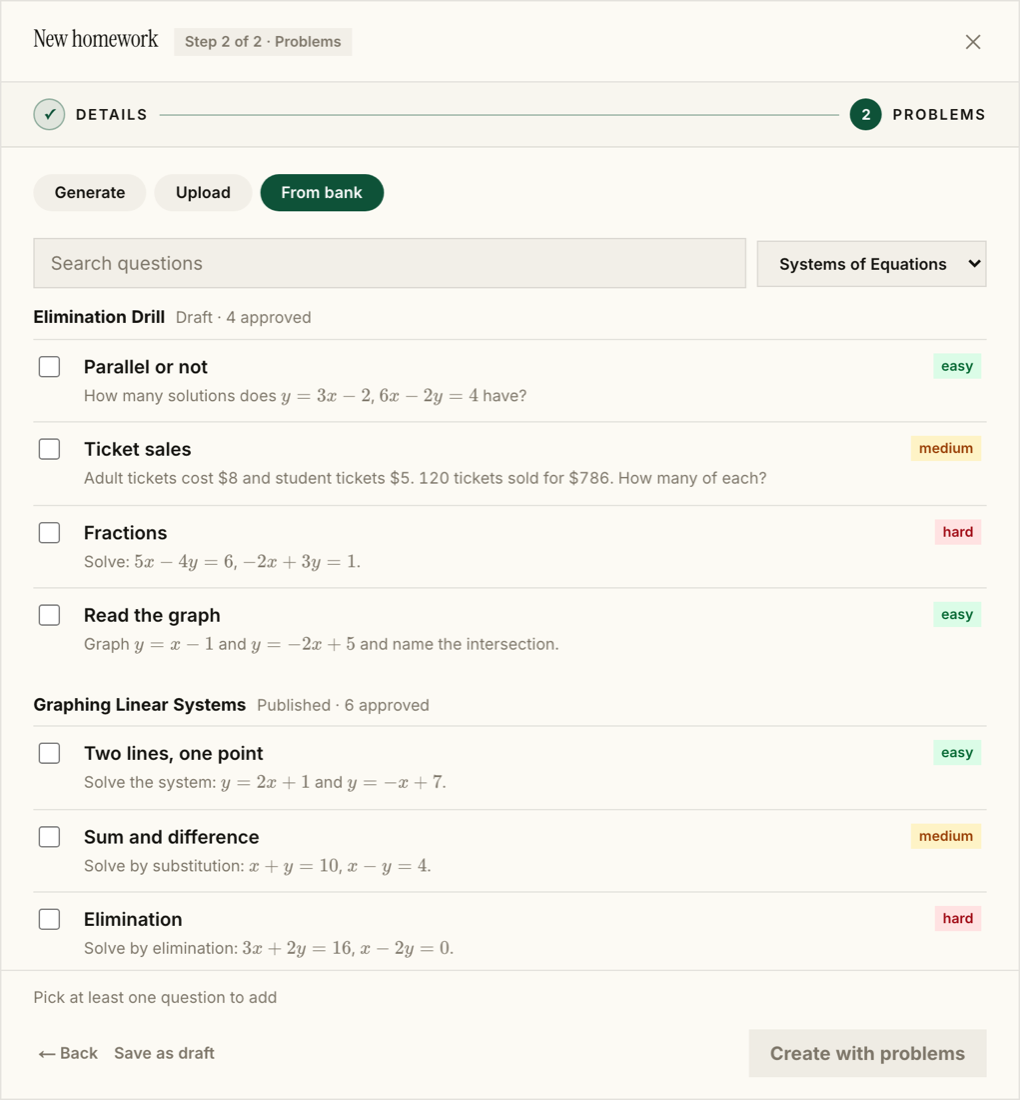 New homework Step 2 of 2 · Problems
✓ DETAILS 2 PROBLEMS
Generate Upload From bank
Search questions Systems of Equations
Elimination Drill Draft · 4 approved
Parallel or not easy
How many solutions does y = 3x − 2, 6x − 2y = 4 have?
Ticket sales medium
Adult tickets cost $8 and student tickets $5. 120 tickets sold for $786. How many of each?
Fractions hard
Solve: 5x − 4y = 6, −2x + 3y = 1.
Read the graph easy
Graph y = x − 1 and y = −2x + 5 and name the intersection.
Graphing Linear Systems Published · 6 approved
Two lines, one point easy
Solve the system: y = 2x + 1 and y = −x + 7.
Sum and difference medium
Solve by substitution: x + y = 10, x − y = 4.
Elimination hard
Solve by elimination: 3x + 2y = 16, x − 2y = 0.
Pick at least one question to add
← Back Save as draft Create with problems